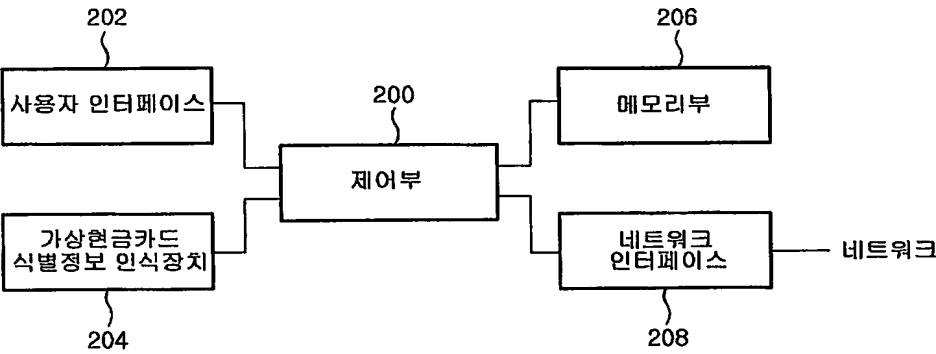 202
사용자 인터페이스
206
메모리부
200
제어부
가상현금카드
식별정보 인식장치
204
네트워크
인터페이스
208
네트워크